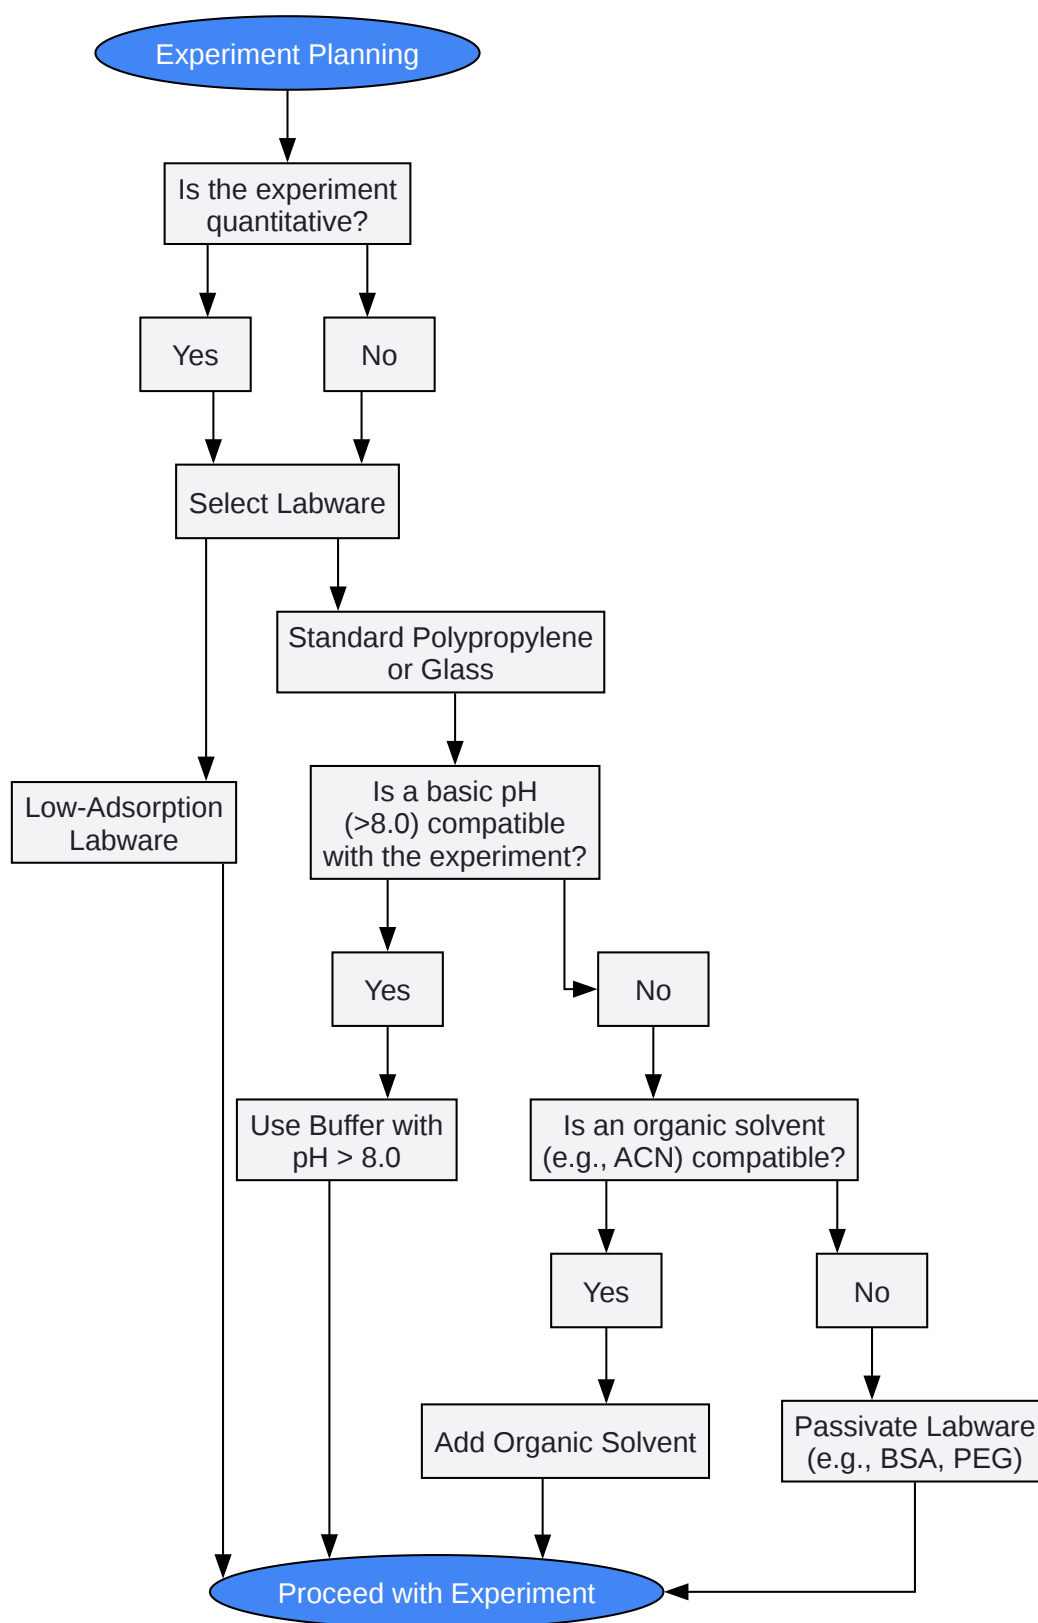 Experiment Planning
Is the experiment
quantitative?
Yes
No
Select Labware
Standard Polypropylene
or Glass
Low-Adsorption
Labware
Is a basic pH
(>8.0) compatible
with the experiment?
Yes
No
Use Buffer with
pH > 8.0
Is an organic solvent
(e.g., ACN) compatible?
Yes
No
Add Organic Solvent
Passivate Labware
(e.g., BSA, PEG)
Proceed with Experiment